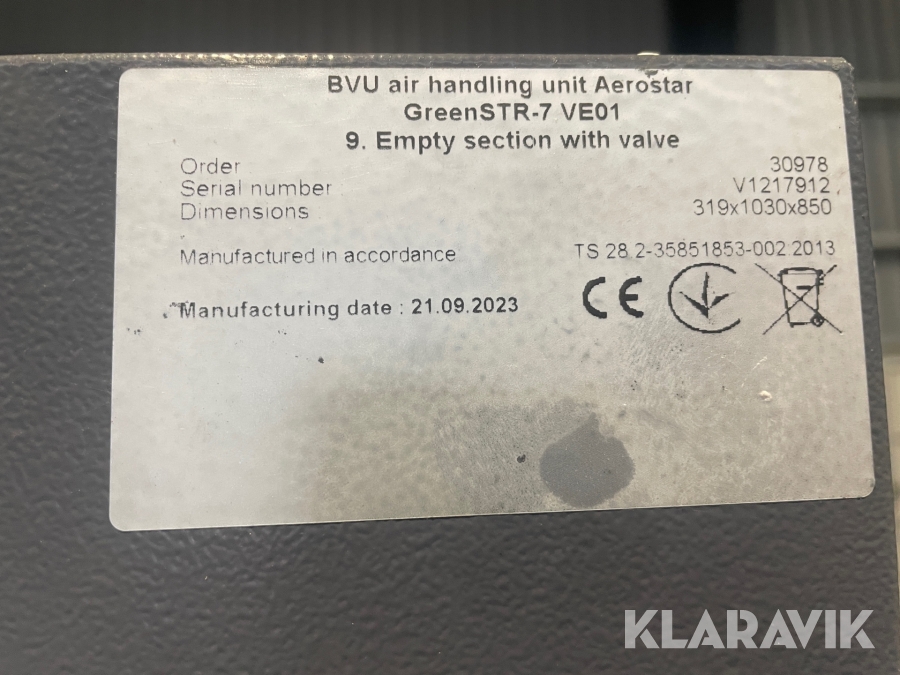 BVU air handling unit Aerostar
GreenSTR-7 VE01
9. Empty section with valve
Order 30978
Serial number V1217912
Dimensions 319x1030x850
Manufactured in accordance TS 28.2-35851853-002:2013
Manufacturing date : 21.09.2023
CE
KLARAVIK